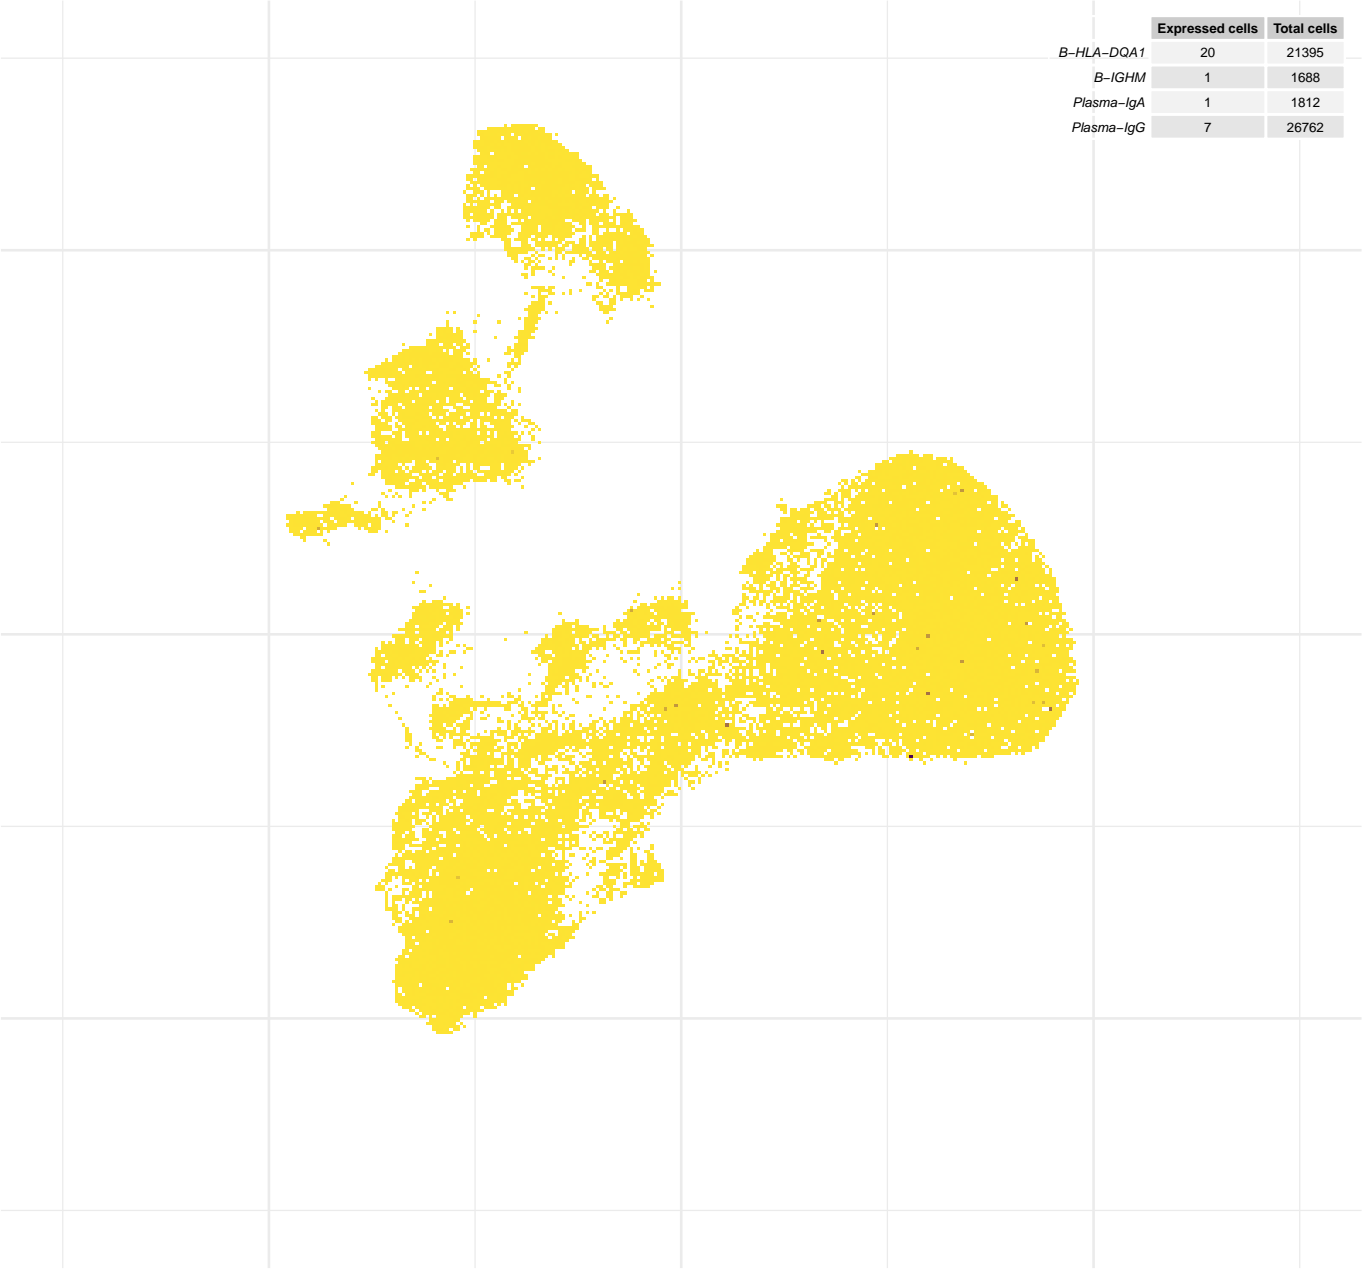 Expressed cells Total cells
B−HLA−DQA1 20 21395
B−IGHM 1 1688
Plasma−IgA 1 1812
Plasma−IgG 7 26762